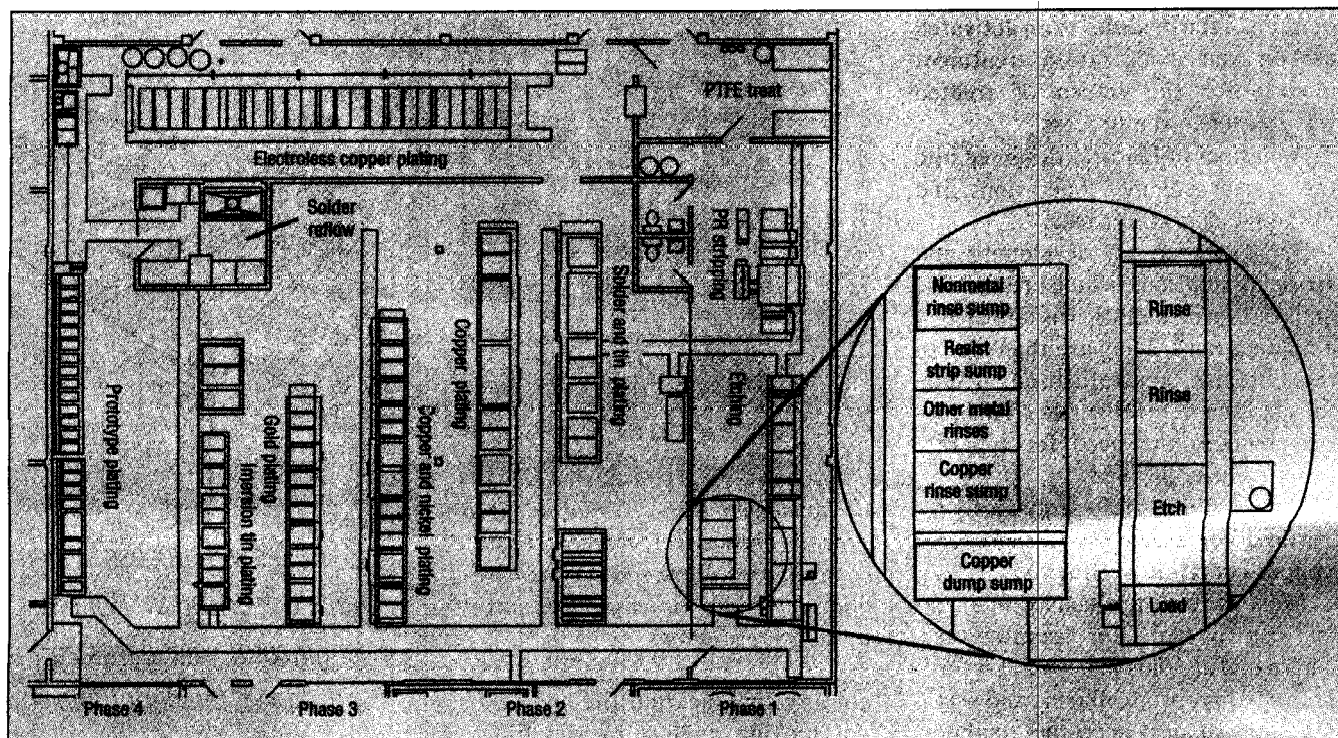 PTFE treat
Electroless copper plating
Solder
reflow
PR stripping
Solder and tin plating
Copper plating
Etching
Prototype plating
Gold plating
Immersion tin plating
Copper and nickel plating
Nonmetal
rinse sump
Resist
strip sump
Other metal
rinses
Copper
rinse sump
Copper
dump sump
Rinse
Rinse
Etch
Load
Phase 4
Phase 3
Phase 2
Phase 1